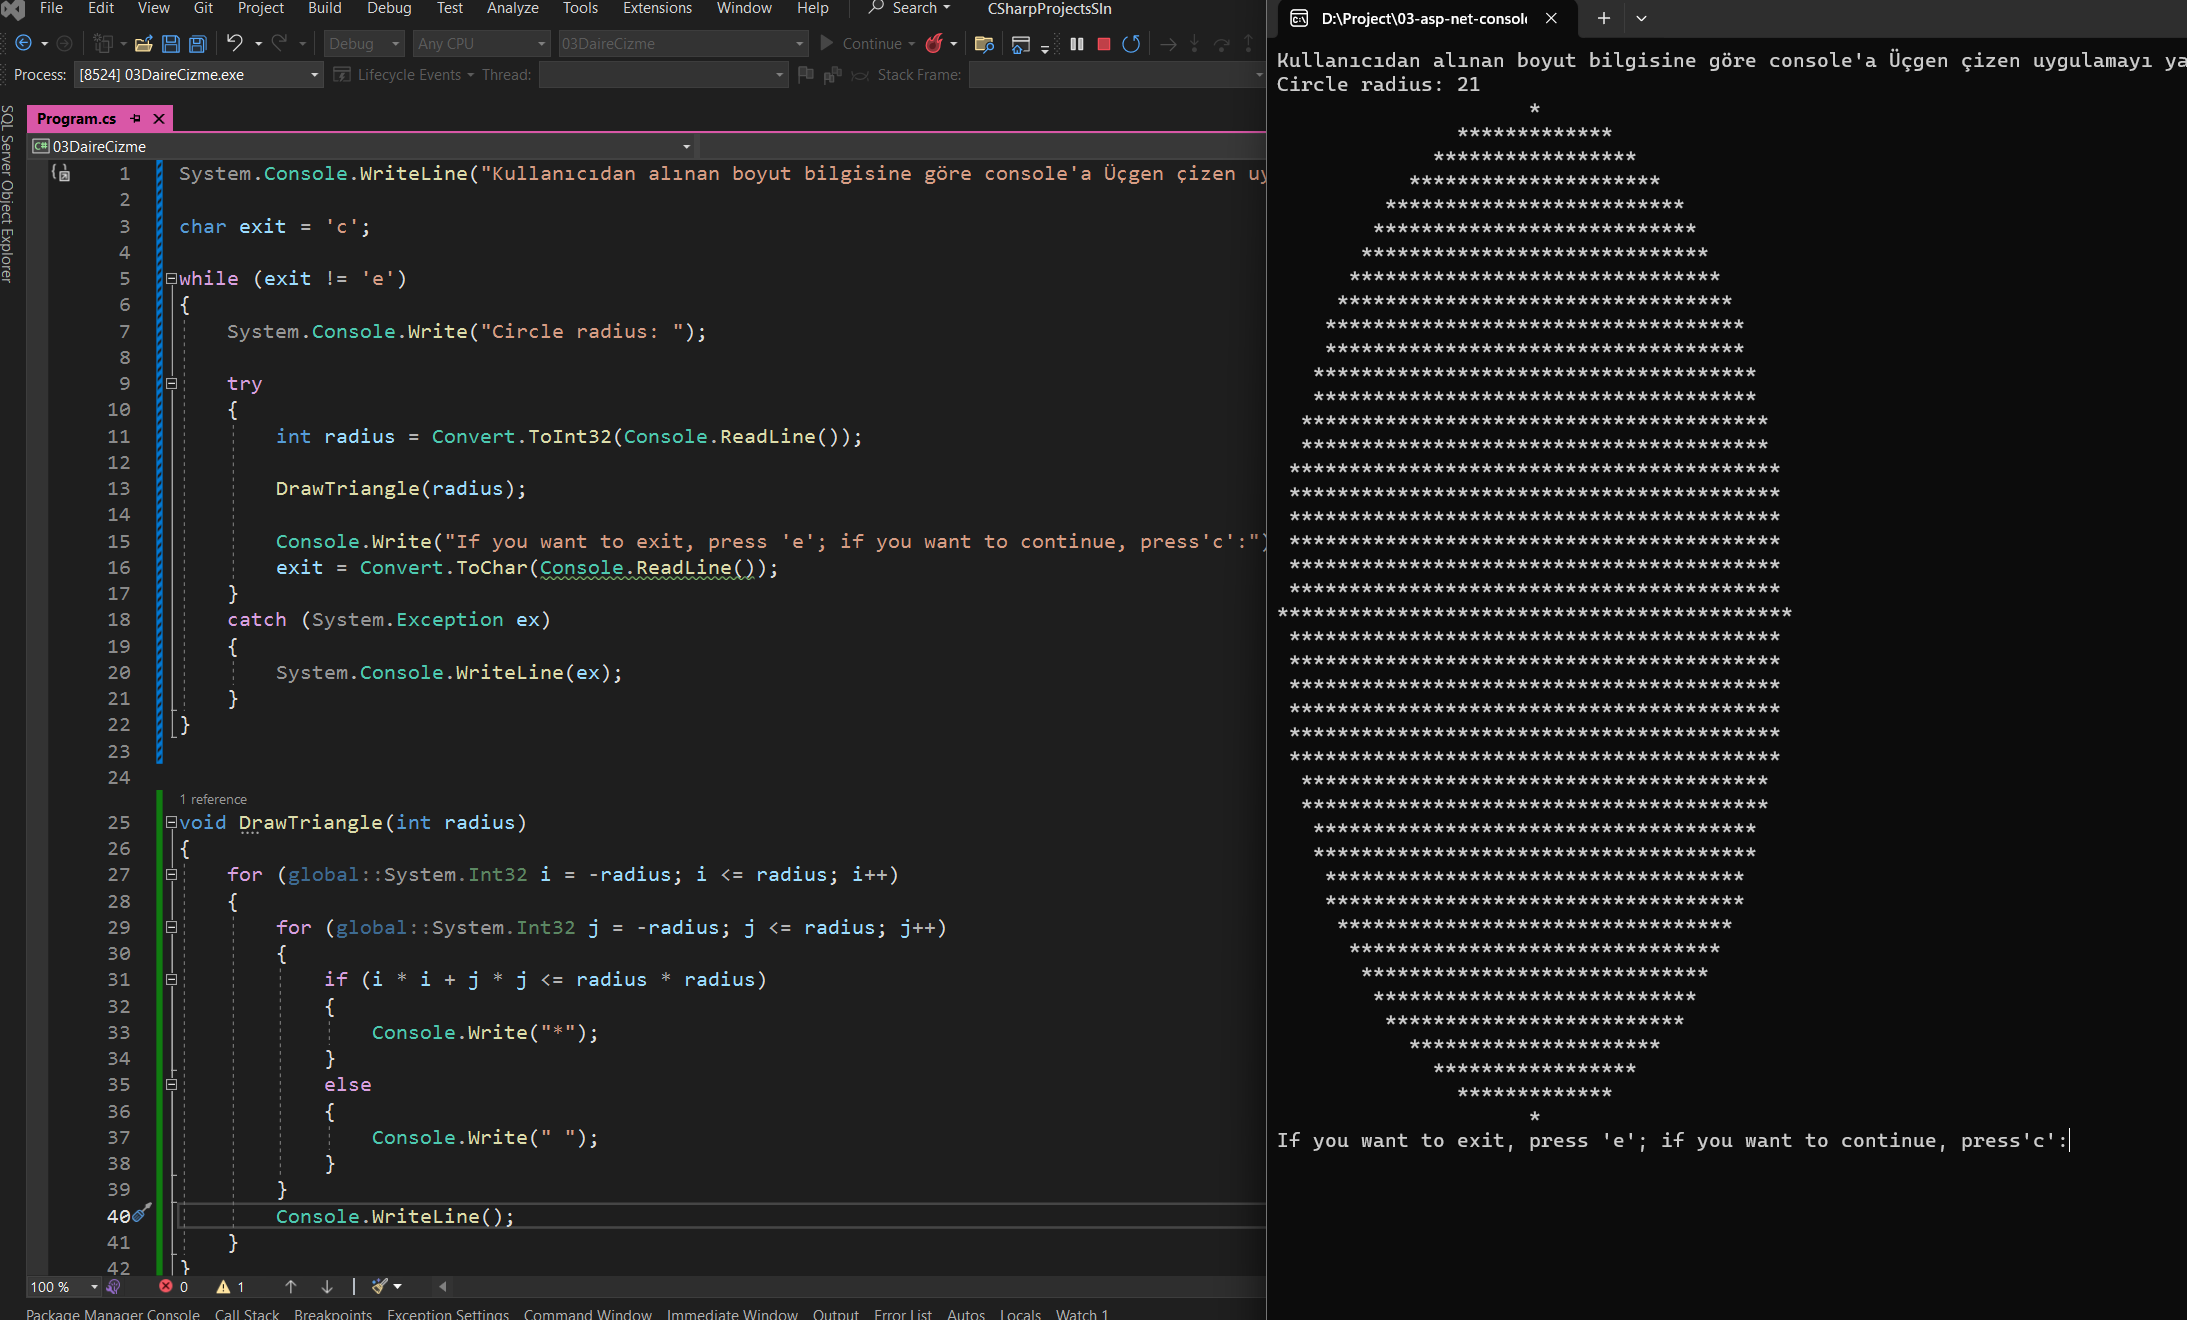 File Edit View Git Project Build Debug Test Analyze Tools Extensions Window Help Search CSharpProjectsSln
Debug Any CPU 03DaireCizme Continue
Process: [8524] 03DaireCizme.exe Lifecycle Events Thread: Stack Frame:
SQL Server Object Explorer
Program.cs
C# 03DaireCizme
1 System.Console.WriteLine("Kullanıcıdan alınan boyut bilgisine göre console'a Üçgen çizen uy
2
3 char exit = 'c';
4
5 while (exit != 'e')
6 {
7 System.Console.Write("Circle radius: ");
8
9 try
10 {
11 int radius = Convert.ToInt32(Console.ReadLine());
12
13 DrawTriangle(radius);
14
15 Console.Write("If you want to exit, press 'e'; if you want to continue, press'c':")
16 exit = Convert.ToChar(Console.ReadLine());
17 }
18 catch (System.Exception ex)
19 {
20 System.Console.WriteLine(ex);
21 }
22 }
23
24
1 reference
25 void DrawTriangle(int radius)
26 {
27 for (global::System.Int32 i = -radius; i <= radius; i++)
28 {
29 for (global::System.Int32 j = -radius; j <= radius; j++)
30 {
31 if (i * i + j * j <= radius * radius)
32 {
33 Console.Write("*");
34 }
35 else
36 {
37 Console.Write(" ");
38 }
39 }
40 Console.WriteLine();
41 }
42 }
100 % 0 1
Package Manager Console Call Stack Breakpoints Exception Settings Command Window Immediate Window Output Error List Autos Locals Watch 1
D:\Project\03-asp-net-consol
Kullanıcıdan alınan boyut bilgisine göre console'a Üçgen çizen uygulamayı ya
Circle radius: 21
*
*************
*****************
*********************
*************************
***************************
*****************************
*******************************
*********************************
***********************************
***********************************
*************************************
*************************************
***************************************
***************************************
*****************************************
*****************************************
*****************************************
*****************************************
*****************************************
*****************************************
*******************************************
*****************************************
*****************************************
*****************************************
*****************************************
*****************************************
*****************************************
***************************************
***************************************
*************************************
*************************************
***********************************
***********************************
*********************************
*******************************
*****************************
***************************
*************************
*********************
*****************
*************
*
If you want to exit, press 'e'; if you want to continue, press'c':